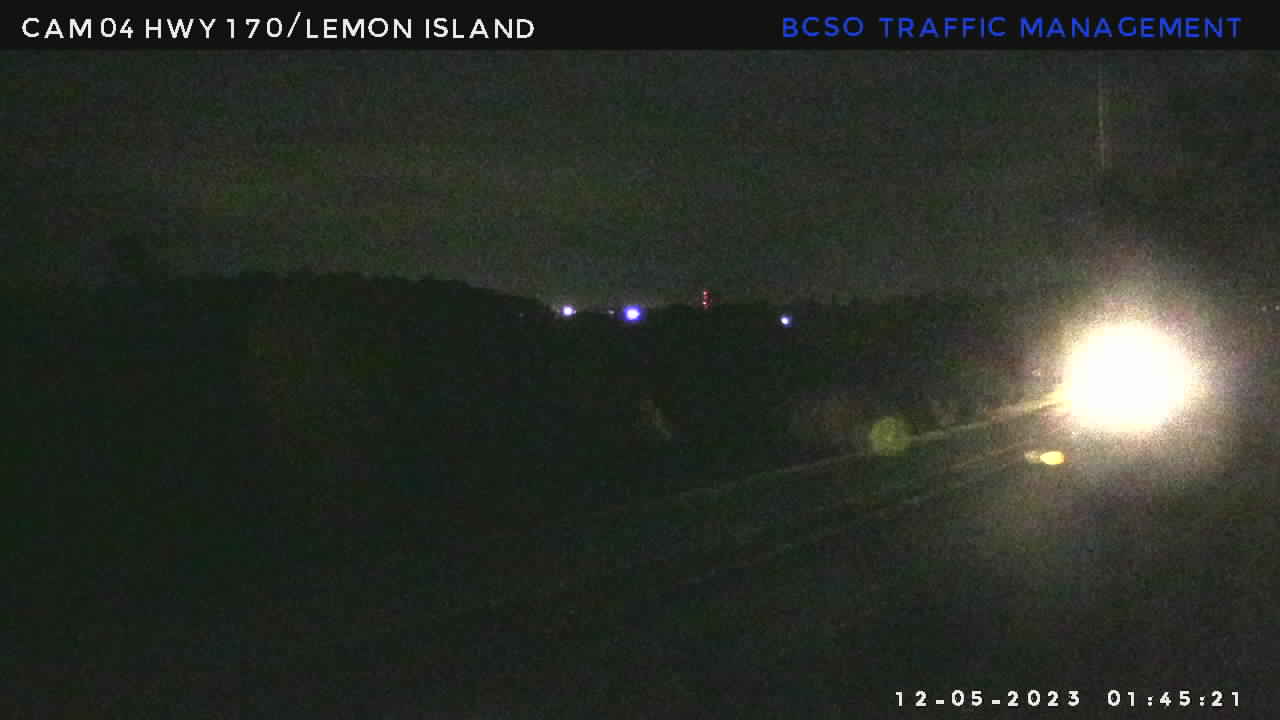 CAM04 HWY 170/LEMON ISLAND
BCSO TRAFFIC MANAGEMENT
12-05-2023 01:45:21